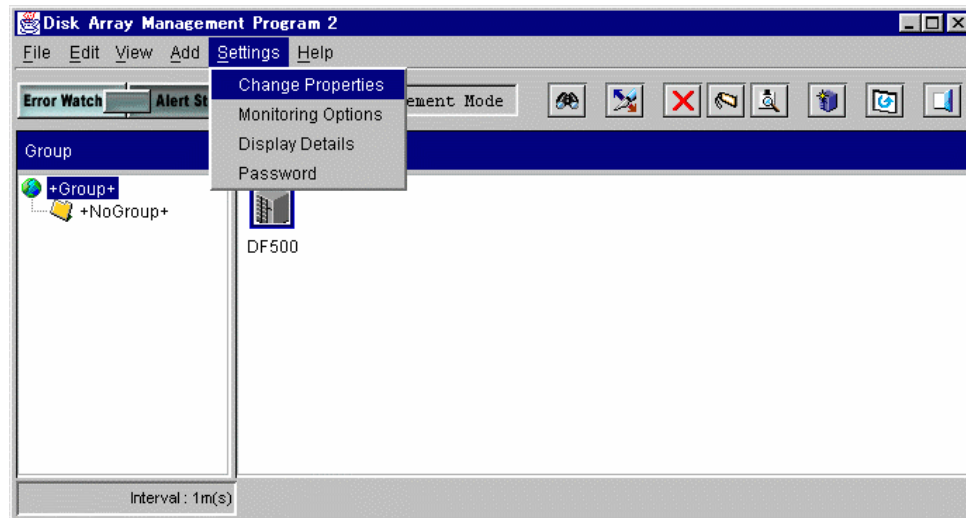 Disk Array Management Program 2
File Edit View Add Settings Help
Change Properties
Monitoring Options
Display Details
Password
Error Watch Alert St ement Mode
Group
+Group+
+NoGroup+
DF500
Interval : 1m(s)